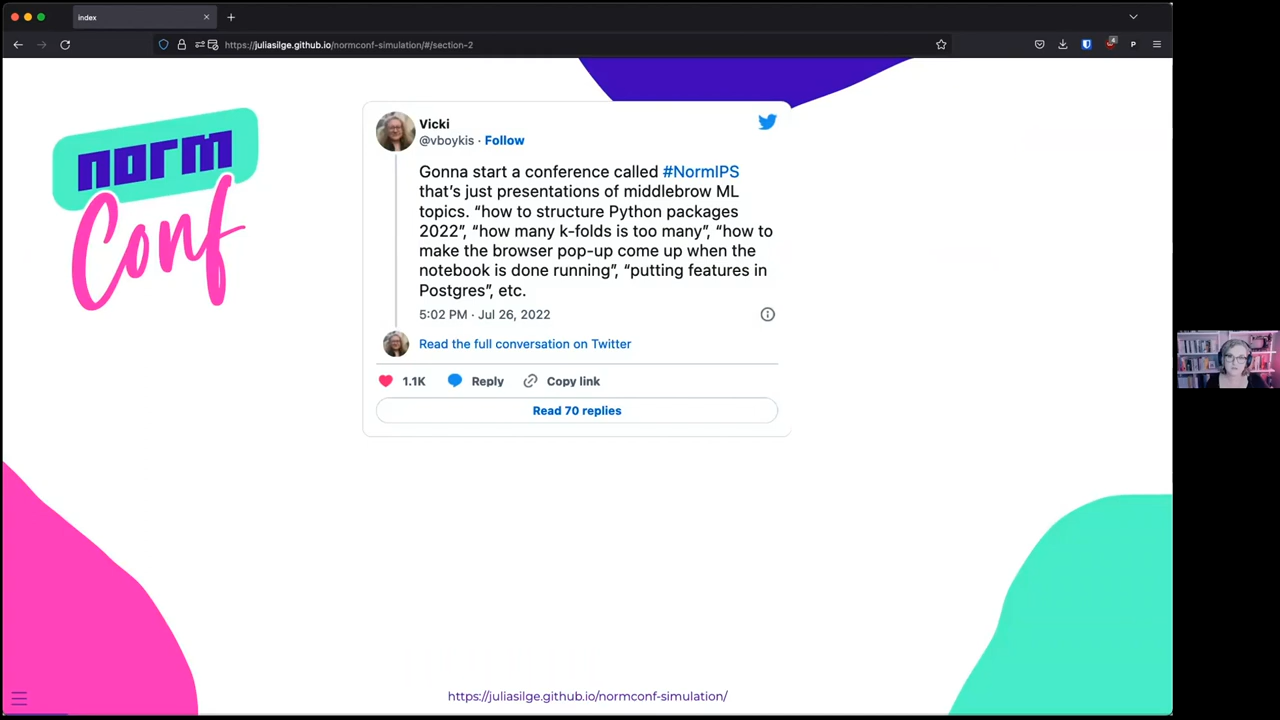 index
https://juliasilge.github.io/normconf-simulation/#/section-2
4
P
norm
Conf
Vicki
@vboykis · Follow
Gonna start a conference called #NormIPS
that's just presentations of middlebrow ML
topics. “how to structure Python packages
2022”, “how many k-folds is too many”, “how to
make the browser pop-up come up when the
notebook is done running”, “putting features in
Postgres”, etc.
5:02 PM · Jul 26, 2022
Read the full conversation on Twitter
1.1K Reply Copy link
Read 70 replies
https://juliasilge.github.io/normconf-simulation/